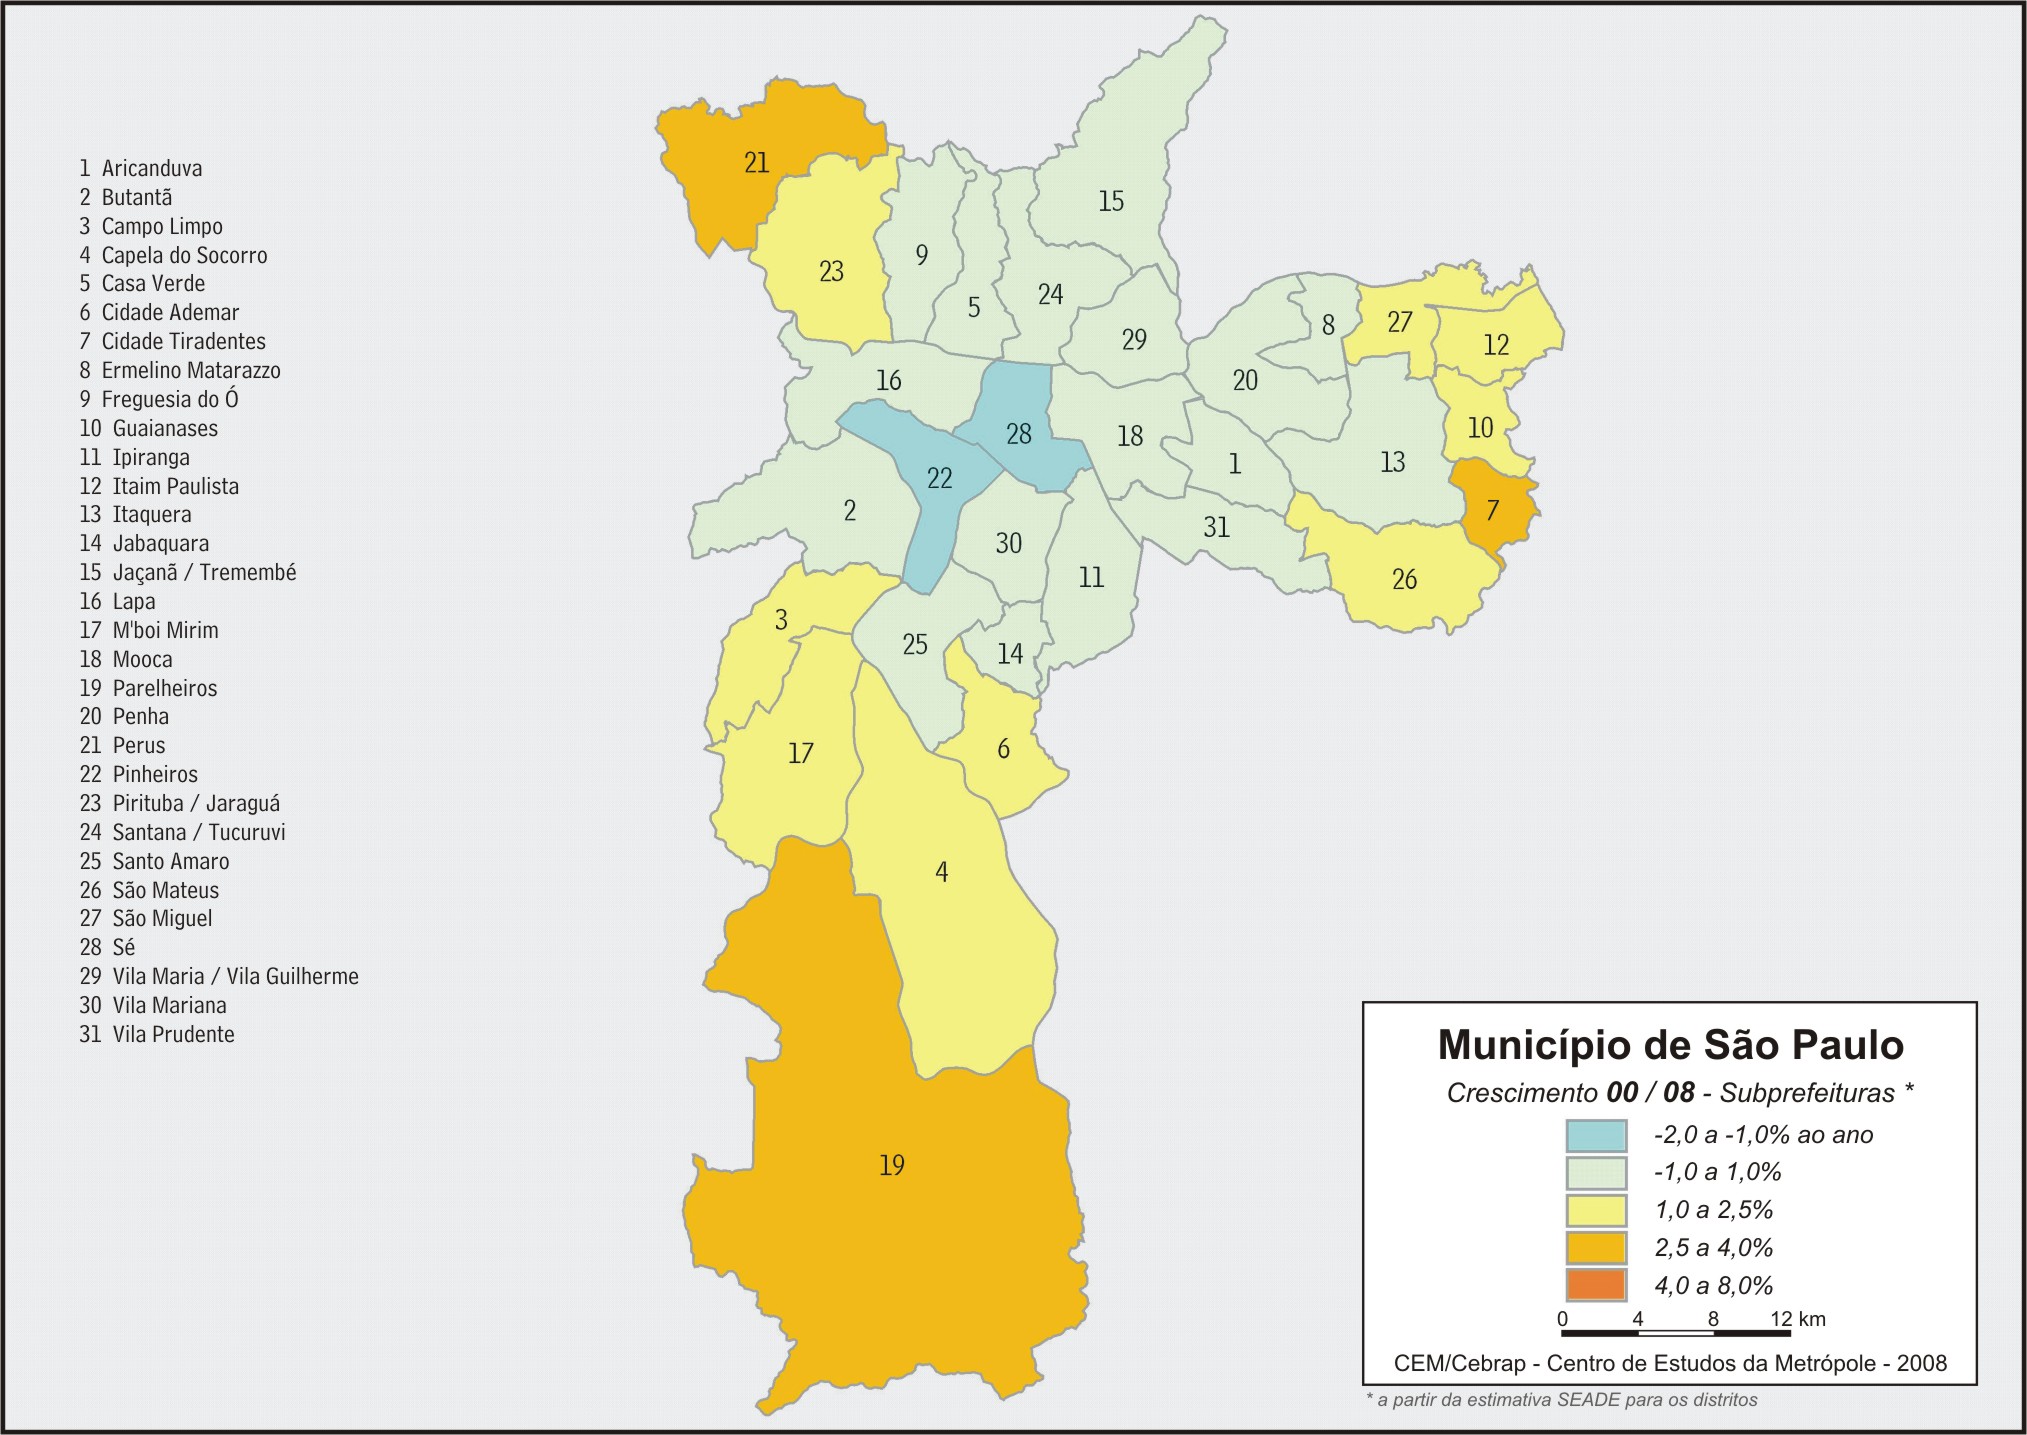 1 Aricanduva
2 Butantã
3 Campo Limpo
4 Capela do Socorro
5 Casa Verde
6 Cidade Ademar
7 Cidade Tiradentes
8 Ermelino Matarazzo
9 Freguesia do Ó
10 Guaianases
11 Ipiranga
12 Itaim Paulista
13 Itaquera
14 Jabaquara
15 Jaçanã / Tremembé
16 Lapa
17 M'boi Mirim
18 Mooca
19 Parelheiros
20 Penha
21 Perus
22 Pinheiros
23 Pirituba / Jaraguá
24 Santana / Tucuruvi
25 Santo Amaro
26 São Mateus
27 São Miguel
28 Sé
29 Vila Maria / Vila Guilherme
30 Vila Mariana
31 Vila Prudente
21
15
23
9
5
24
29
8
27
12
16
20
28
18
10
1
13
22
2
7
31
30
11
26
3
25
14
17
6
4
19
Município de São Paulo
Crescimento 00 / 08 - Subprefeituras *
-2,0 a -1,0% ao ano
-1,0 a 1,0%
1,0 a 2,5%
2,5 a 4,0%
4,0 a 8,0%
0 4 8 12 km
CEM/Cebrap - Centro de Estudos da Metrópole - 2008
* a partir da estimativa SEADE para os distritos